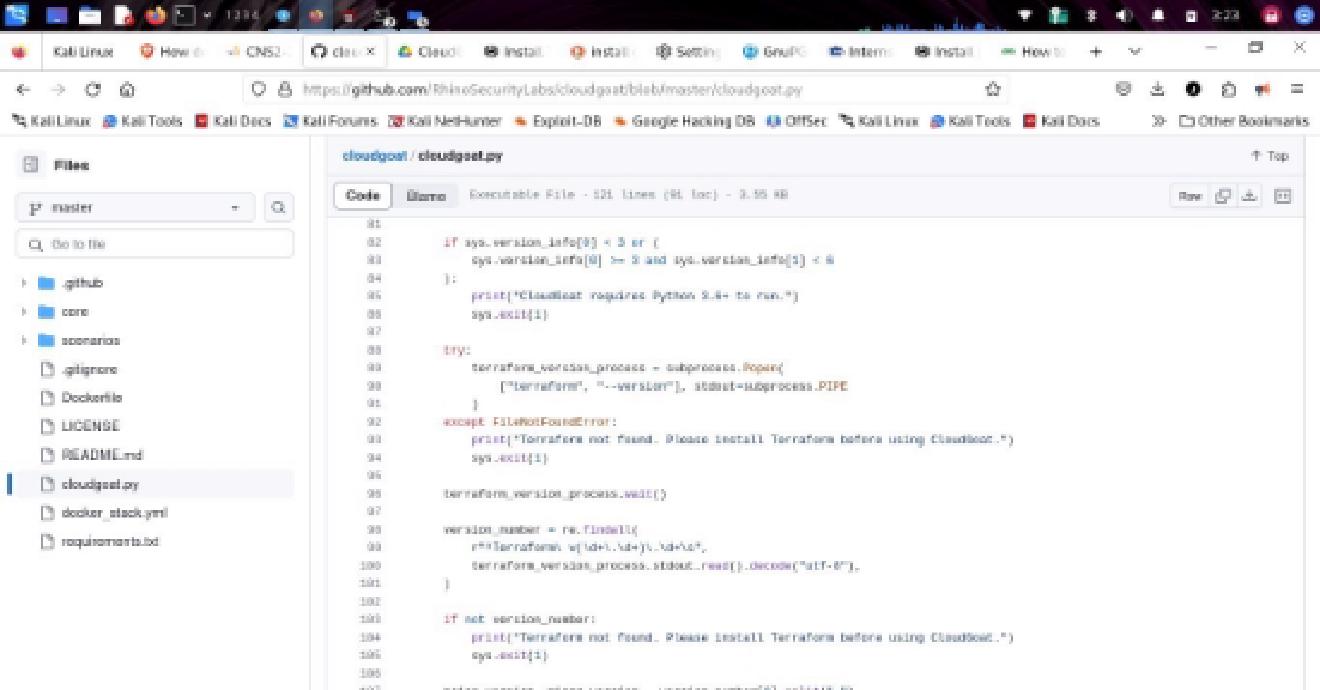 1 2 3 4
3:23
Kali Linux
CNS2-
Install
Settin
GnuPG
Intern
Install
How to
https://github.com/RhinoSecurityLabs/cloudgoat/blob/master/cloudgoat.py
Kali Linux Kali Tools Kali Docs Kali Forums Kali NetHunter Exploit-DB Google Hacking DB OffSec Kali Linux Kali Tools Kali Docs Other Bookmarks
Files
cloudgoat / cloudgoat.py
Top
master
Code Blame Executable File · 121 lines (91 loc) · 3.55 KB
Raw
Go to file
.github
core
scenarios
.gitignore
Dockerfile
LICENSE
README.md
cloudgoat.py
docker_stack.yml
requirements.txt
81
82 if sys.version_info[0] < 3 or (
83 sys.version_info[0] >= 3 and sys.version_info[1] < 6
84 ):
85 print("CloudGoat requires Python 3.6+ to run.")
86 sys.exit(1)
87
88 try:
89 terraform_version_process = subprocess.Popen(
90 ["terraform", "--version"], stdout=subprocess.PIPE
91 )
92 except FileNotFoundError:
93 print("Terraform not found. Please install Terraform before using CloudGoat.")
94 sys.exit(1)
95
96 terraform_version_process.wait()
97
98 version_number = re.findall(
99 r"^Terraform\ v(\d+\.\d+)\.\d+\s",
100 terraform_version_process.stdout.read().decode("utf-8"),
101 )
102
103 if not version_number:
104 print("Terraform not found. Please install Terraform before using CloudGoat.")
105 sys.exit(1)
106